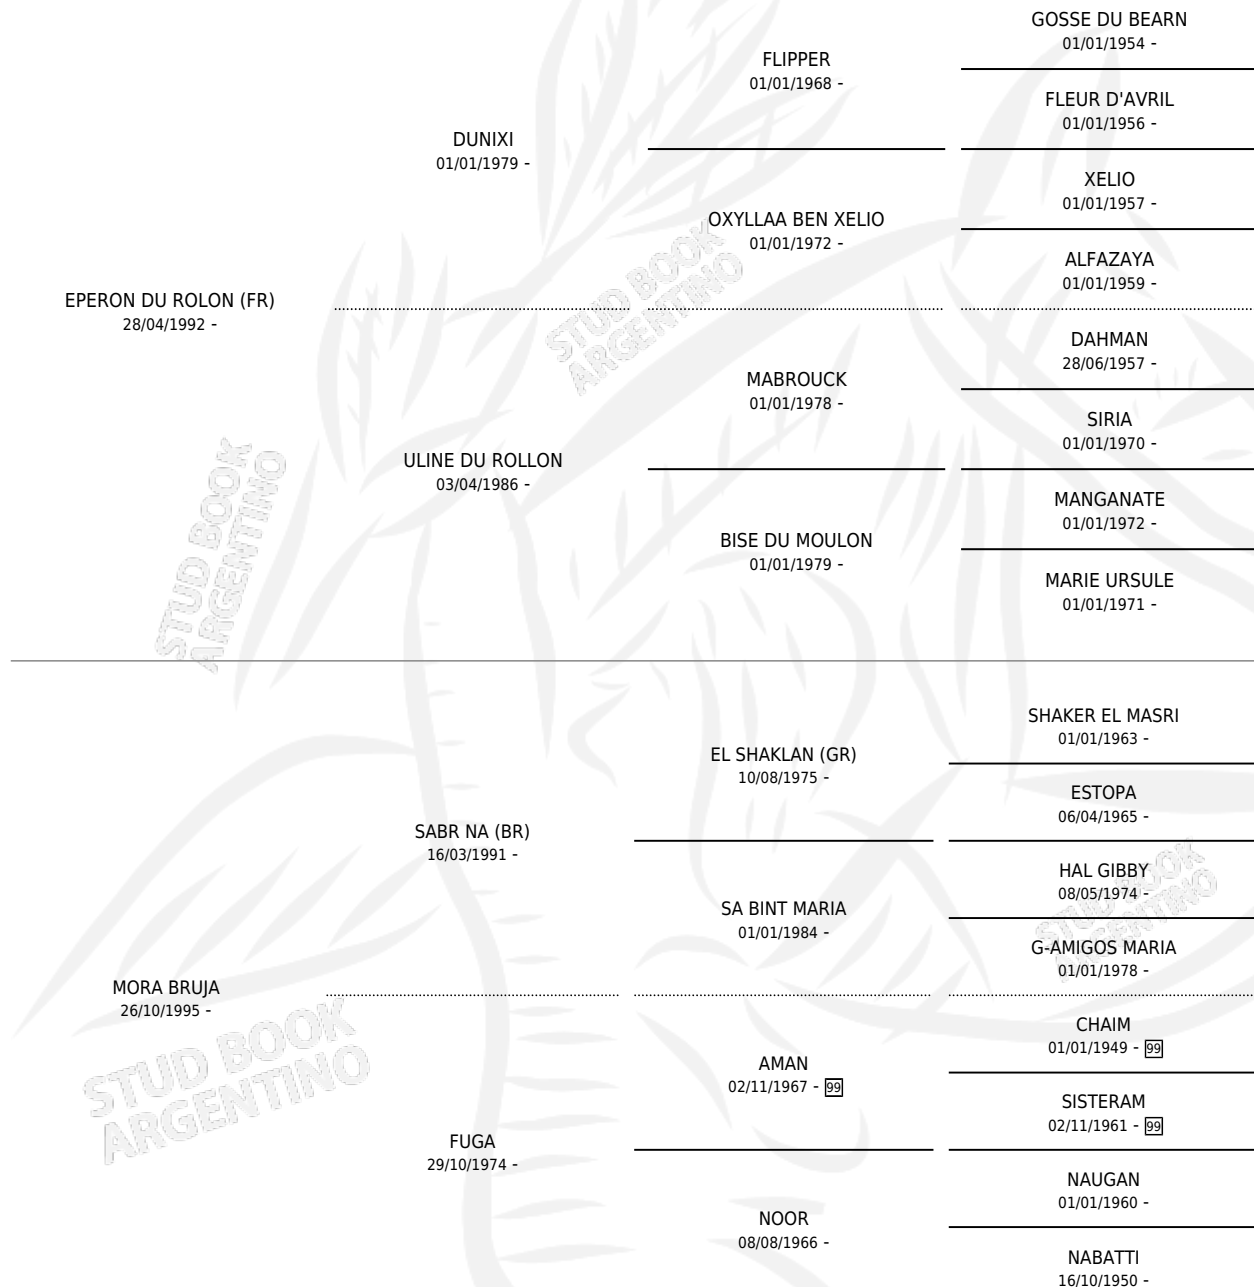 GOSSE DU BEARN
01/01/1954 -
FLIPPER
01/01/1968 -
FLEUR D'AVRIL
01/01/1956 -
DUNIXI
01/01/1979 -
XELIO
01/01/1957 -
OXYLLAA BEN XELIO
01/01/1972 -
ALFAZAYA
01/01/1959 -
EPERON DU ROLON (FR)
28/04/1992 -
DAHMAN
28/06/1957 -
MABROUCK
01/01/1978 -
SIRIA
01/01/1970 -
ULINE DU ROLLON
03/04/1986 -
MANGANATE
01/01/1972 -
BISE DU MOULON
01/01/1979 -
MARIE URSULE
01/01/1971 -
SHAKER EL MASRI
01/01/1963 -
EL SHAKLAN (GR)
10/08/1975 -
ESTOPA
06/04/1965 -
SABR NA (BR)
16/03/1991 -
HAL GIBBY
08/05/1974 -
SA BINT MARIA
01/01/1984 -
G-AMIGOS MARIA
01/01/1978 -
MORA BRUJA
26/10/1995 -
CHAIM
01/01/1949 - 99
AMAN
02/11/1967 - 99
SISTERAM
02/11/1961 - 99
FUGA
29/10/1974 -
NAUGAN
01/01/1960 -
NOOR
08/08/1966 -
NABATTI
16/10/1950 -
STUD BOOK
ARGENTINO
STUD BOOK
ARGENTINO
STUD BOOK
ARGENTINO
STUD BOOK
ARGENTINO